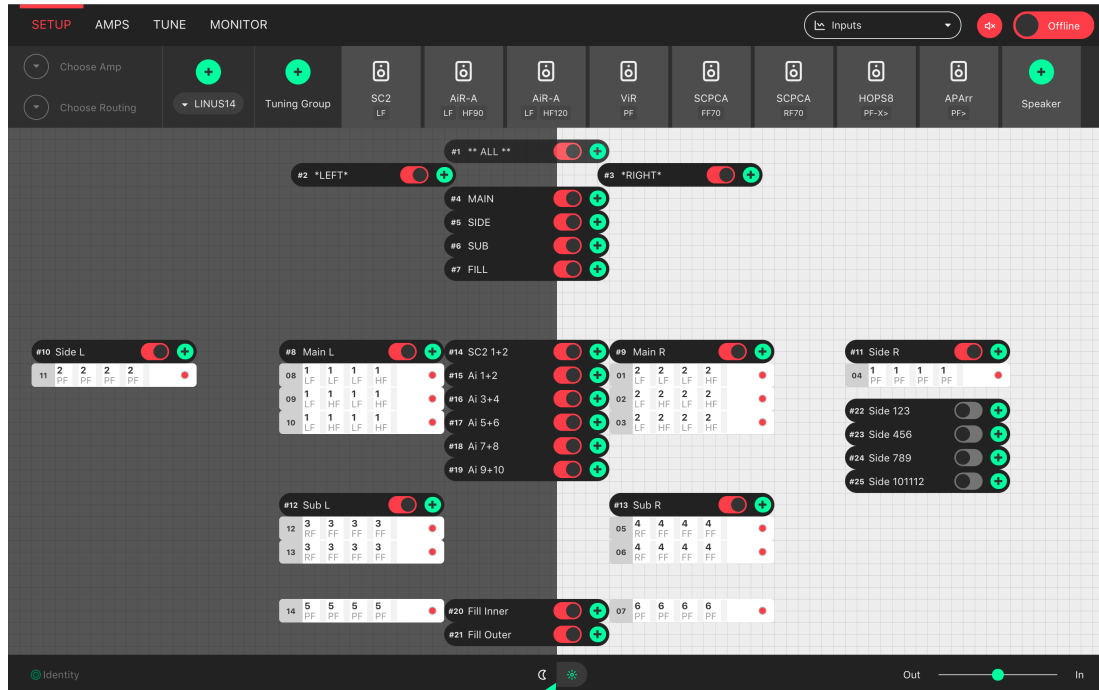 SETUP AMPS TUNE MONITOR Inputs Offline
Choose Amp
Choose Routing
LINUS14
Tuning Group
SC2
LF
AiR-A
LF HF90
AiR-A
LF HF120
ViR
PF
SCPCA
FF70
SCPCA
RF70
HOPS8
PF-X>
APArr
PF>
Speaker
#1 ** ALL **
#2 *LEFT*
#3 *RIGHT*
#4 MAIN
#5 SIDE
#6 SUB
#7 FILL
#10 Side L
11 2 2 2 2
PF PF PF PF
#8 Main L
08 1 1 1 1
LF LF LF HF
09 1 1 1 1
LF HF LF HF
10 1 1 1 1
LF HF LF HF
#14 SC2 1+2
#15 Ai 1+2
#16 Ai 3+4
#17 Ai 5+6
#18 Ai 7+8
#19 Ai 9+10
#9 Main R
01 2 2 2 2
LF LF LF HF
02 2 2 2 2
LF HF LF HF
03 2 2 2 2
LF HF LF HF
#11 Side R
04 1 1 1 1
PF PF PF PF
#22 Side 123
#23 Side 456
#24 Side 789
#25 Side 101112
#12 Sub L
12 3 3 3 3
RF FF FF FF
13 3 3 3 3
RF FF FF FF
#13 Sub R
05 4 4 4 4
RF FF FF FF
06 4 4 4 4
RF FF FF FF
14 5 5 5 5
PF PF PF PF
#20 Fill Inner
#21 Fill Outer
07 6 6 6 6
PF PF PF PF
Identity
Out In